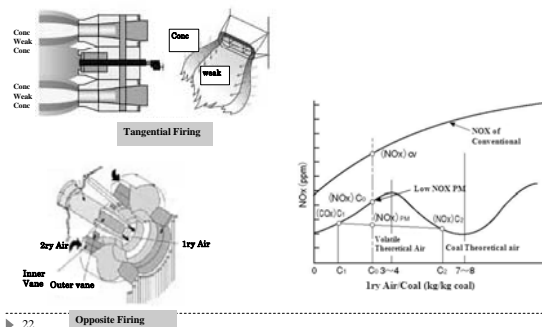 Conc
Weak
Conc
Conc
Weak
Conc
Conc
weak
Tangential Firing
2ry Air
1ry Air
Inner
Vane
Outer vane
Opposite Firing
22
NOx (ppm)
NOX of
Conventional
(NOx) cv
(NOx) C0
Low NOX PM
(COx)C1
(NOx) PM
(NOx)C2
Volatile
Theoretical Air
Coal Theoretical air
0 C1 C0 3~4 C2 7~8
1ry Air/Coal (kg/kg coal)